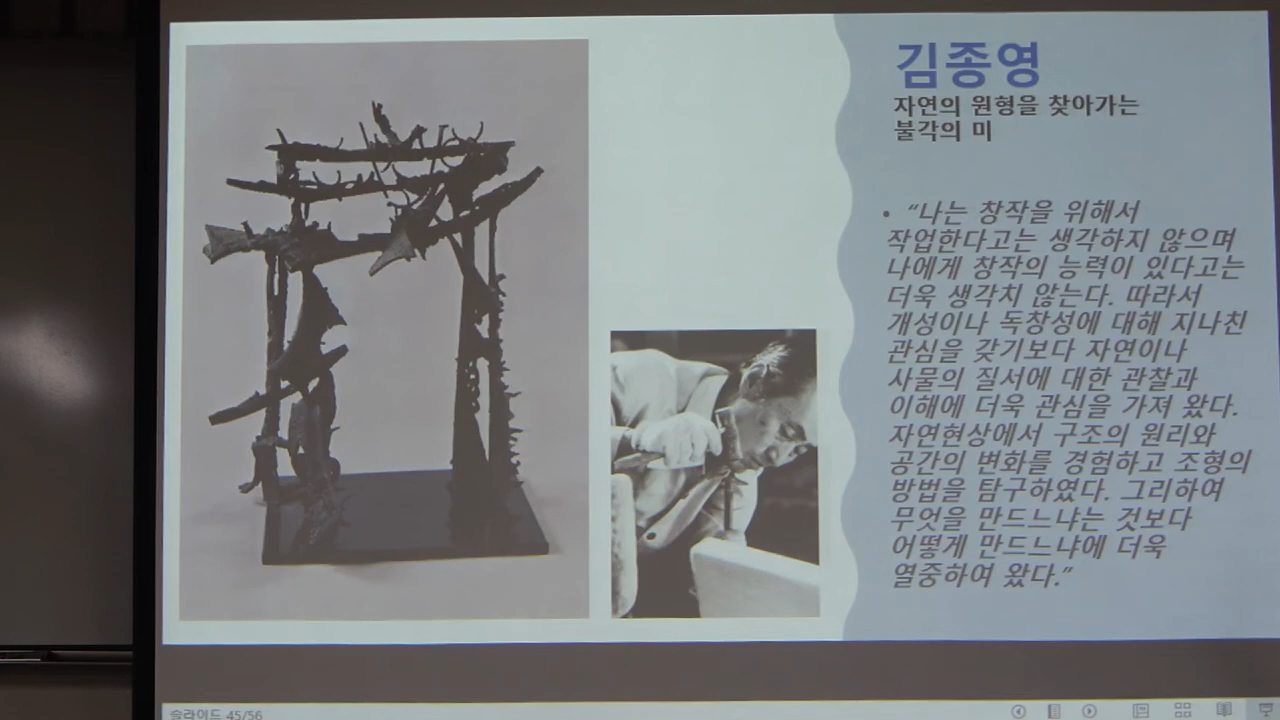 김종영
자연의 원형을 찾아가는
불각의 미
• “나는 창작을 위해서
작업한다고는 생각하지 않으며
나에게 창작의 능력이 있다고는
더욱 생각치 않는다. 따라서
개성이나 독창성에 대해 지나친
관심을 갖기보다 자연이나
사물의 질서에 대한 관찰과
이해에 더욱 관심을 가져 왔다.
자연현상에서 구조의 원리와
공간의 변화를 경험하고 조형의
방법을 탐구하였다. 그리하여
무엇을 만드느냐는 것보다
어떻게 만드느냐에 더욱
열중하여 왔다.”
슬라이드 45/56